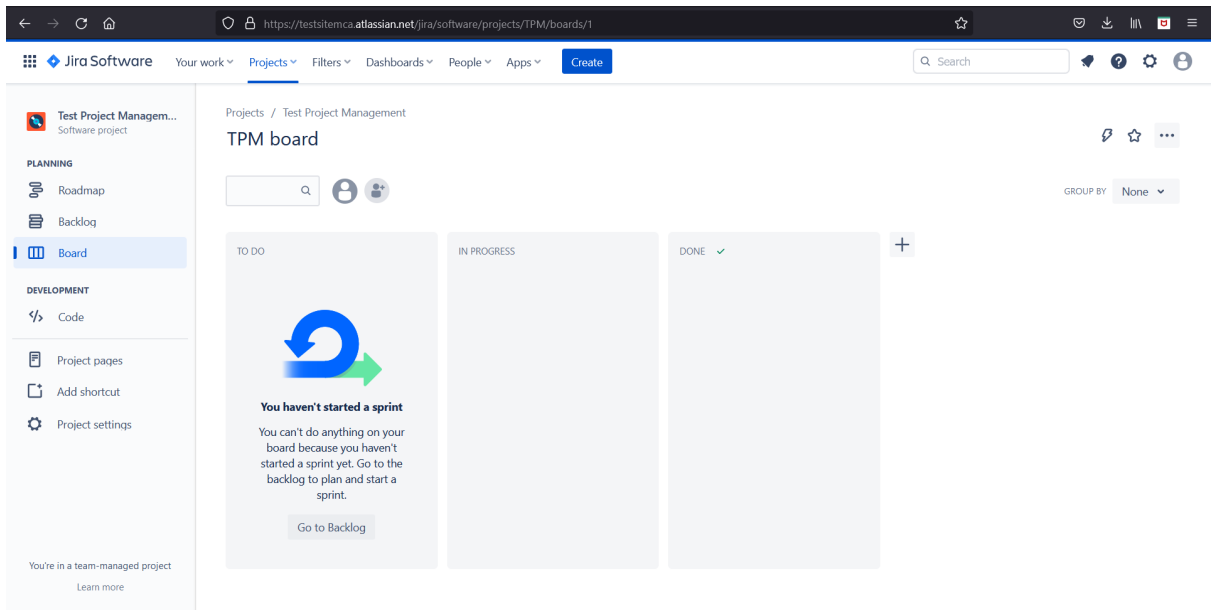 https://testsitemca.atlassian.net/jira/software/projects/TPM/boards/1
Jira Software Your work Projects Filters Dashboards People Apps Create Search
Test Project Managem...
Software project
Projects / Test Project Management
TPM board
PLANNING
Roadmap
Backlog
Board
DEVELOPMENT
Code
Project pages
Add shortcut
Project settings
You're in a team-managed project
Learn more
GROUP BY None
TO DO
You haven't started a sprint
You can't do anything on your
board because you haven't
started a sprint yet. Go to the
backlog to plan and start a
sprint.
Go to Backlog
IN PROGRESS
DONE